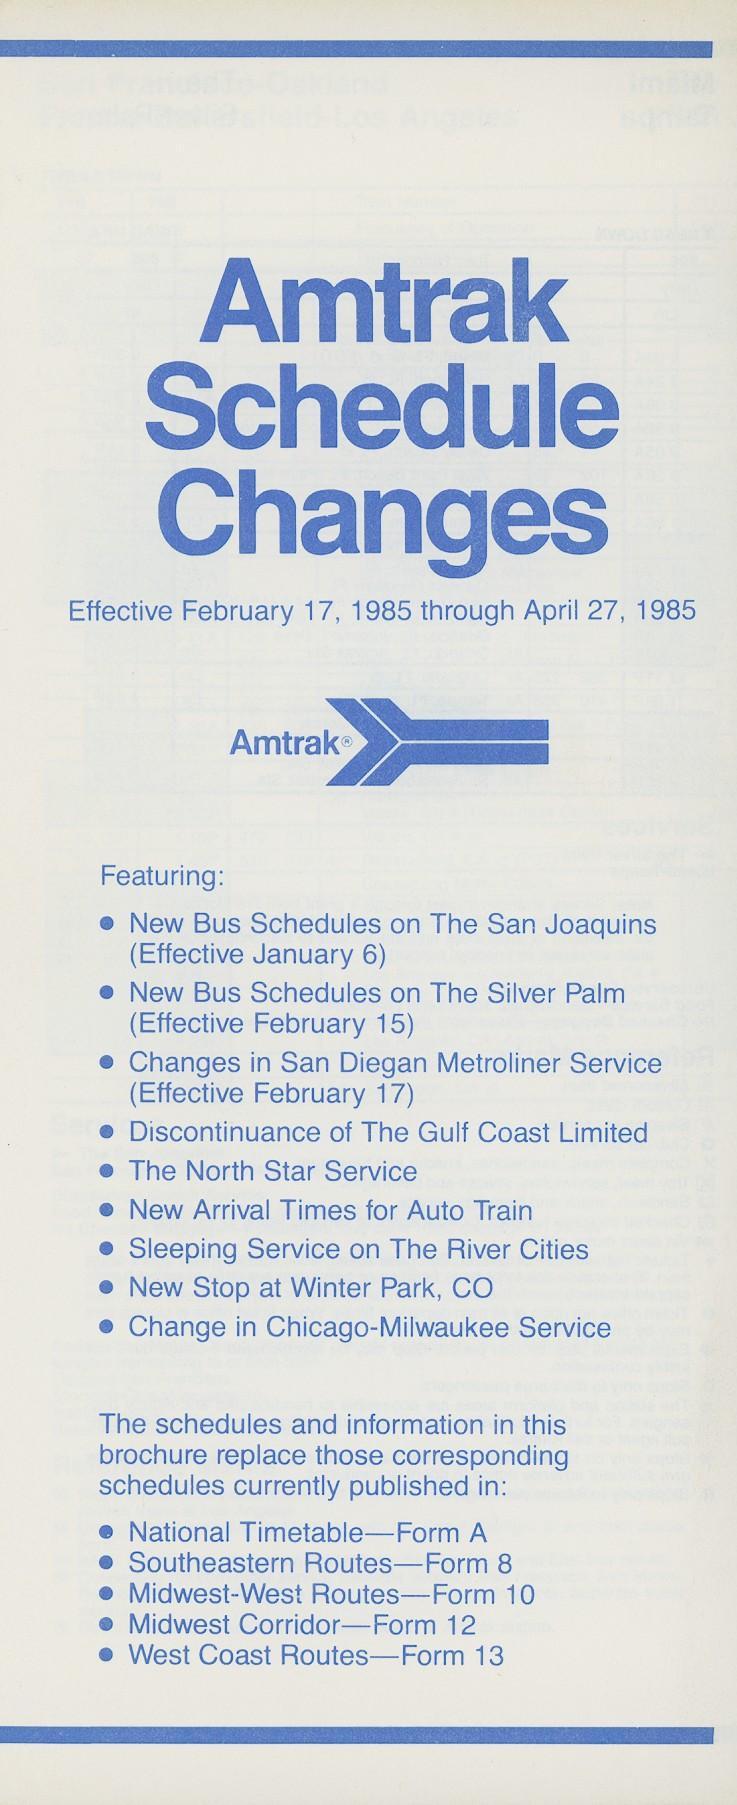 Amtrak
Schedule
Changes
Effective February 17, 1985 through April 27, 1985
Amtrak®
Featuring:
● New Bus Schedules on The San Joaquins
(Effective January 6)
● New Bus Schedules on The Silver Palm
(Effective February 15)
● Changes in San Diegan Metroliner Service
(Effective February 17)
● Discontinuance of The Gulf Coast Limited
● The North Star Service
● New Arrival Times for Auto Train
● Sleeping Service on The River Cities
● New Stop at Winter Park, CO
● Change in Chicago-Milwaukee Service
The schedules and information in this
brochure replace those corresponding
schedules currently published in:
● National Timetable—Form A
● Southeastern Routes—Form 8
● Midwest-West Routes—Form 10
● Midwest Corridor—Form 12
● West Coast Routes—Form 13